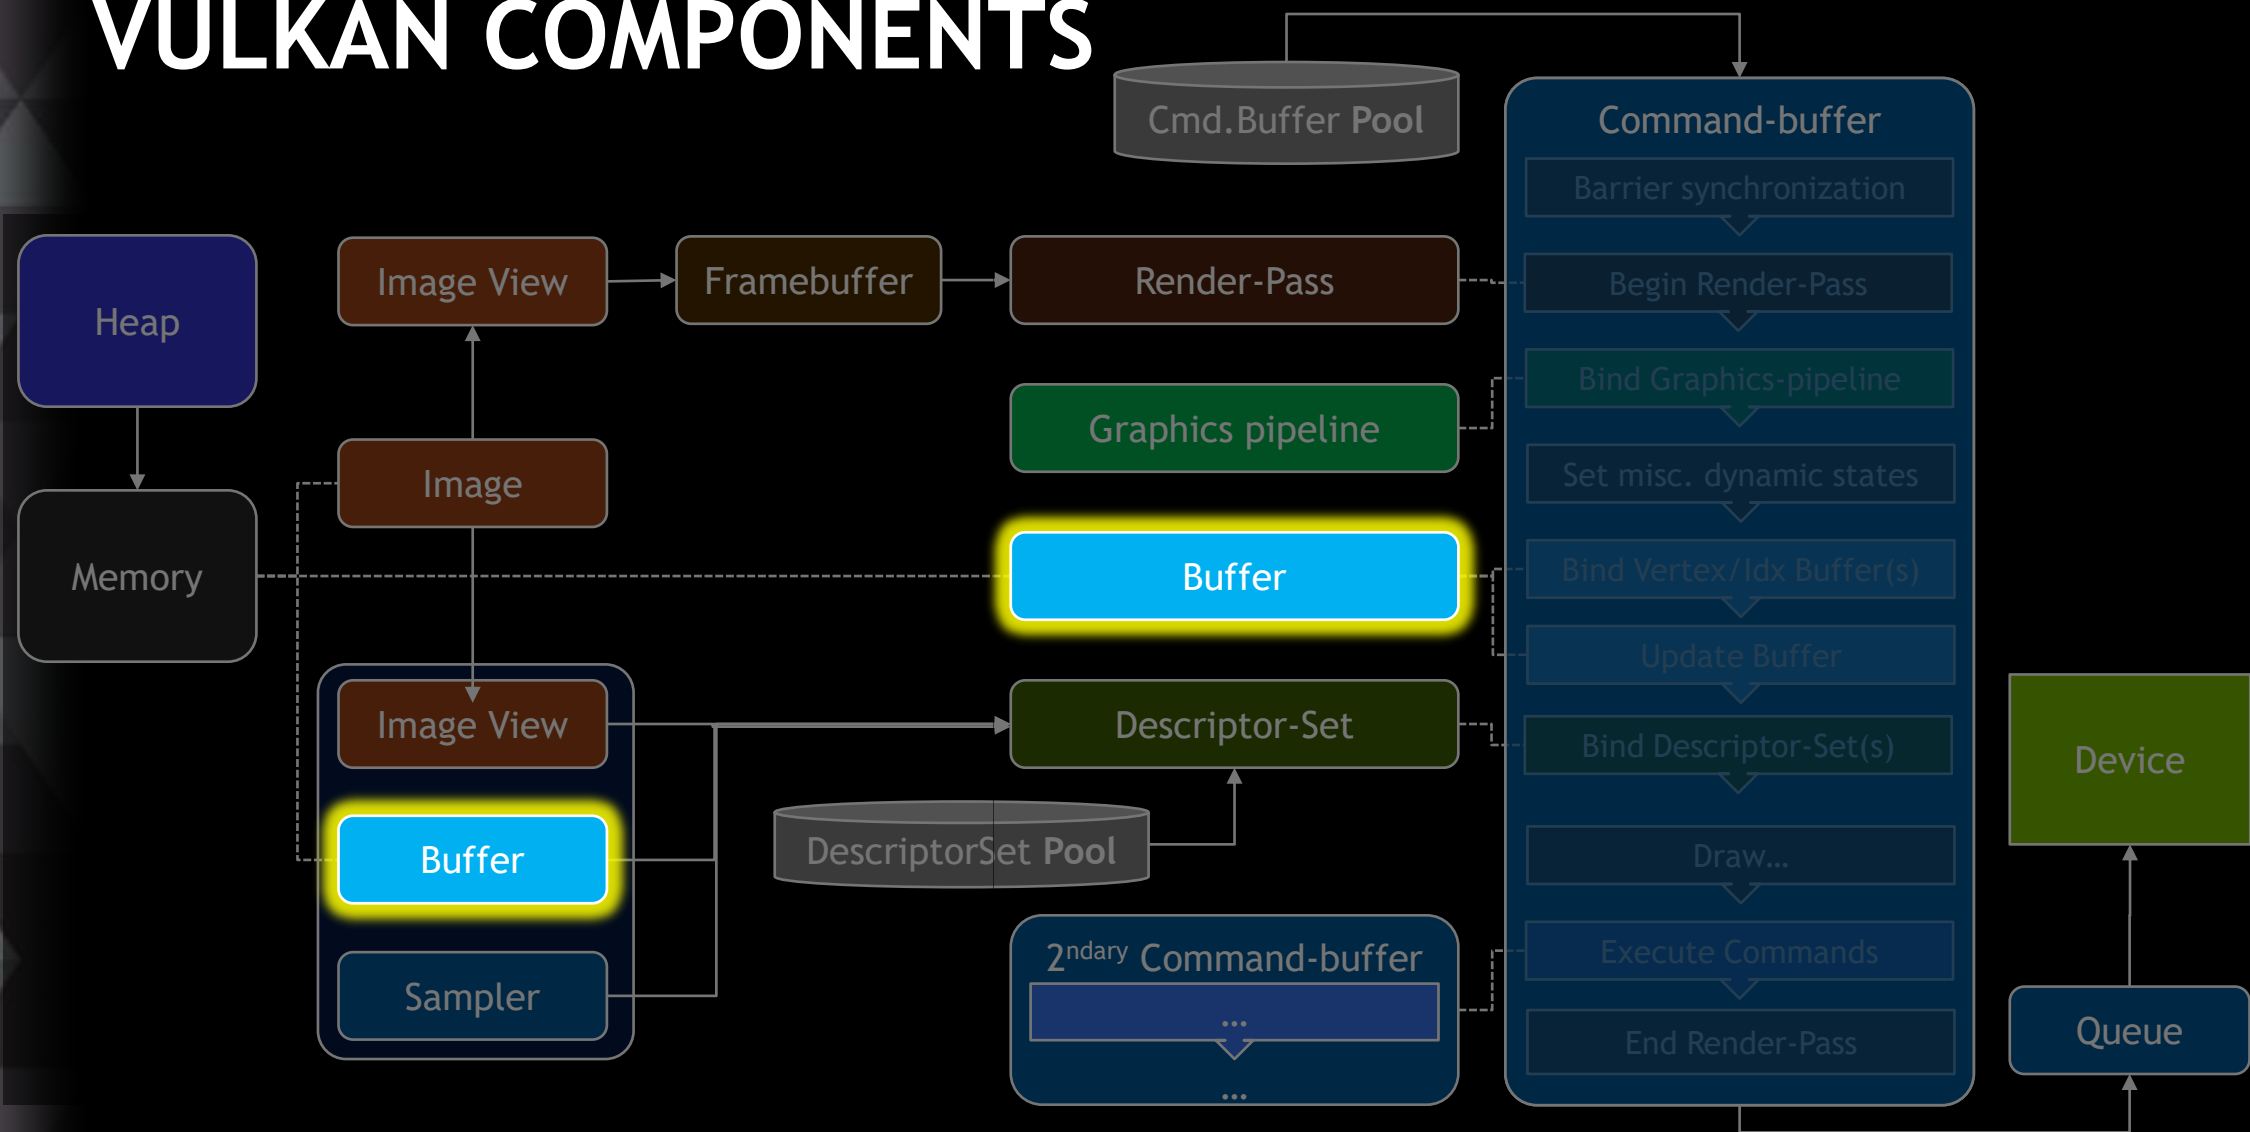 VULKAN COMPONENTS
Cmd.Buffer Pool
Command-buffer
Barrier synchronization
Heap
Image View
Framebuffer
Render-Pass
Begin Render-Pass
Bind Graphics-pipeline
Graphics pipeline
Image
Set misc. dynamic states
Memory
Buffer
Bind Vertex/Idx Buffer(s)
Update Buffer
Image View
Descriptor-Set
Bind Descriptor-Set(s)
Device
Buffer
DescriptorSet Pool
Draw...
2ndary Command-buffer
Execute Commands
Sampler
...
...
End Render-Pass
Queue